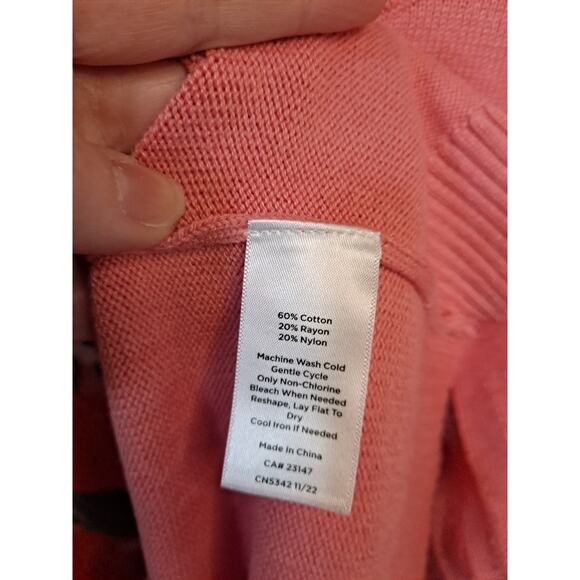 60% Cotton
20% Rayon
20% Nylon
Machine Wash Cold
Gentle Cycle
Only Non-Chlorine
Bleach When Needed
Reshape, Lay Flat To
Dry
Cool Iron If Needed
Made in China
CA# 23147
CN5342 11/22